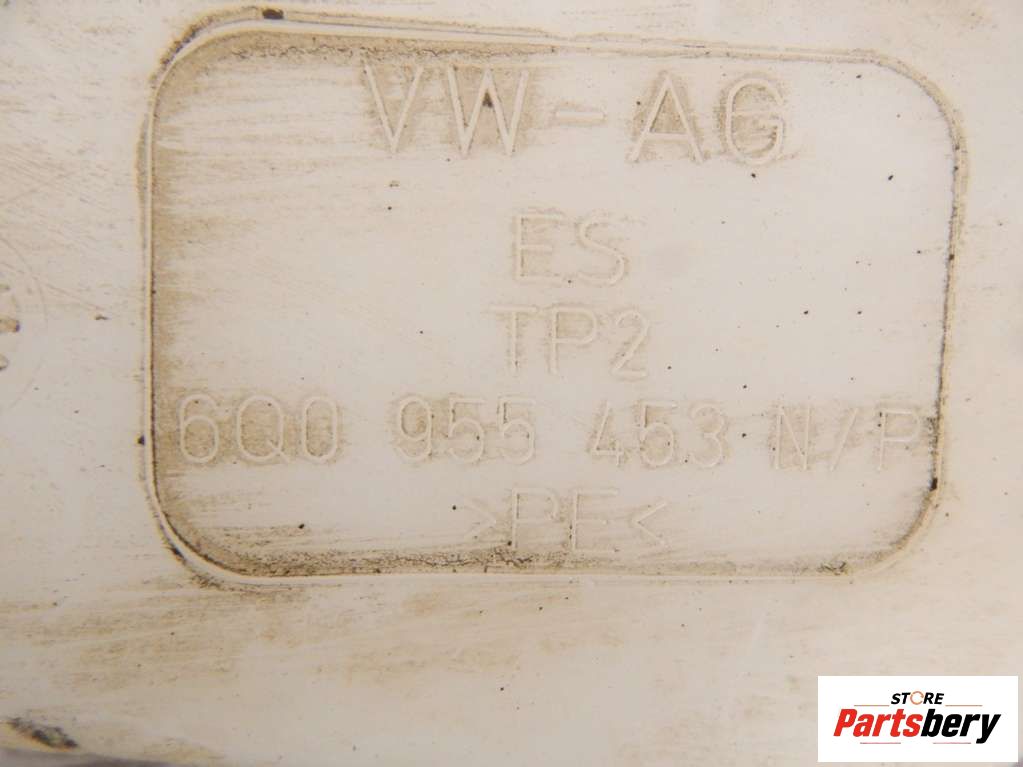 VW-AG
ES
TP2
6Q0 955 453 N/P
>PE<
STORE
Partsbery